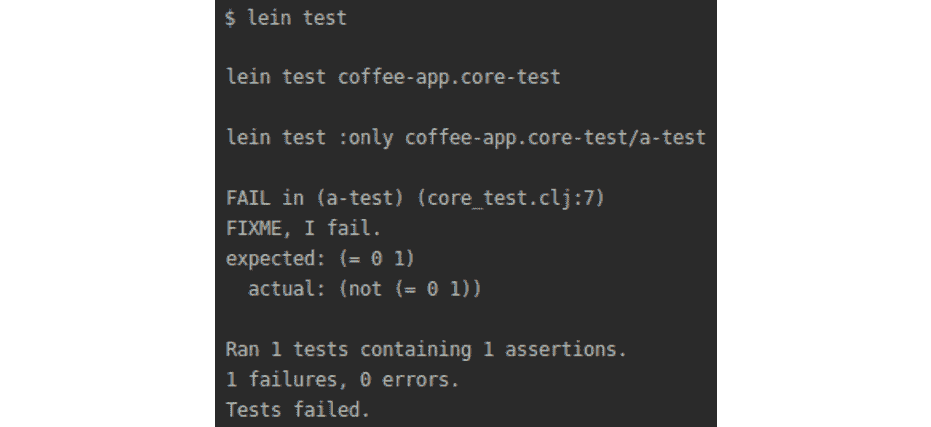 $ lein test
lein test coffee-app.core-test
lein test :only coffee-app.core-test/a-test
FAIL in (a-test) (core_test.clj:7)
FIXME, I fail.
expected: (= 0 1)
  actual: (not (= 0 1))
Ran 1 tests containing 1 assertions.
1 failures, 0 errors.
Tests failed.